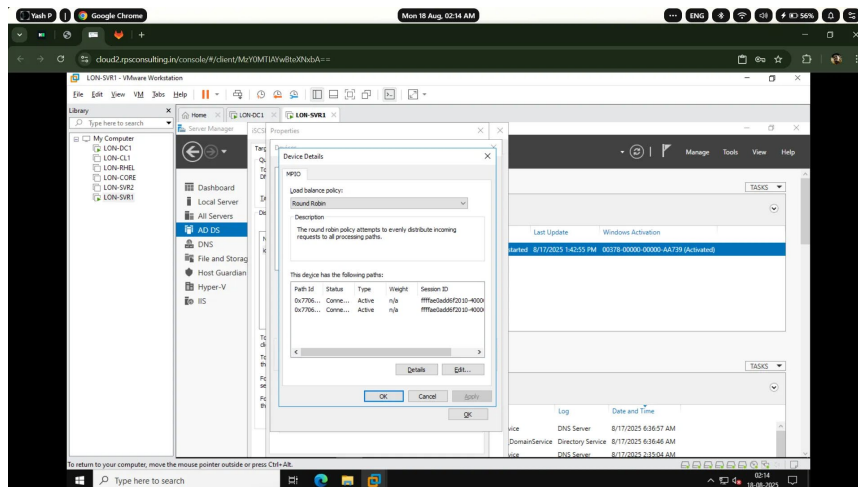 Yash P
Google Chrome
Mon 18 Aug, 02:14 AM
ENG
56%
cloud2.rpsconsulting.in/console/#/client/MzY0MTIAYwBteXNxbA==
LON-SVR1 - VMware Workstation
File Edit View VM Tabs Help
Library
Type here to search
My Computer
LON-DC1
LON-CL1
LON-RHEL
LON-CORE
LON-SVR2
LON-SVR1
Home
LON-DC1
LON-SVR1
Server Manager
iSCSI
Properties
Manage Tools View Help
Dashboard
Local Server
All Servers
AD DS
DNS
File and Storag
Host Guardian
Hyper-V
IIS
Device Details
MPIO
Load balance policy:
Round Robin
Description
The round robin policy attempts to evenly distribute incoming
requests to all processing paths.
This device has the following paths:
Path Id Status Type Weight Session ID
0x7706... Conne... Active n/a ffffae0add6f2010-4000
0x7706... Conne... Active n/a ffffae0add6f2010-4000
Details Edit...
OK Cancel Apply
OK
TASKS
Last Update Windows Activation
started 8/17/2025 1:42:55 PM 00378-00000-00000-AA739 (Activated)
TASKS
Log Date and Time
vice DNS Server 8/17/2025 6:36:57 AM
DomainService Directory Service 8/17/2025 6:36:46 AM
vice DNS Server 8/17/2025 2:35:04 AM
To return to your computer, move the mouse pointer outside or press Ctrl+Alt.
Type here to search
02:14
18-08-2025